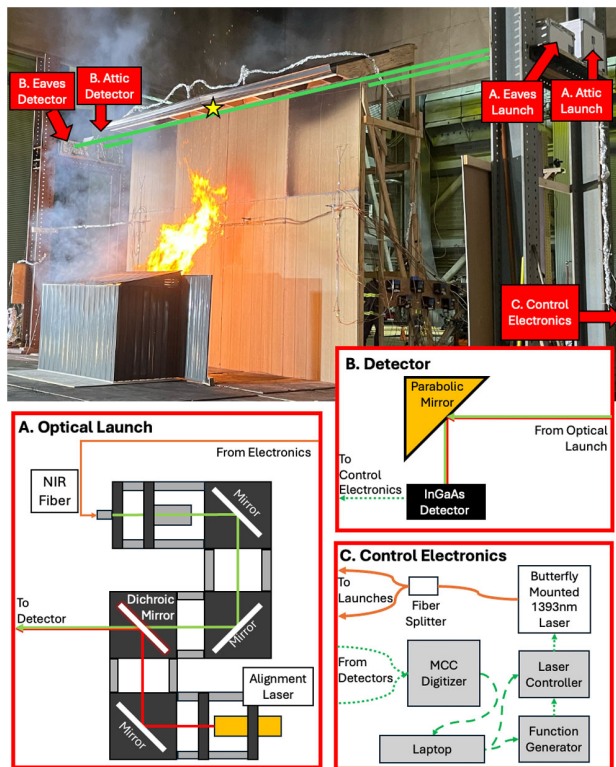 B. Eaves
Detector
B. Attic
Detector
A. Eaves
Launch
A. Attic
Launch
C. Control
Electronics
B. Detector
Parabolic
Mirror
From Optical
Launch
To
Control
Electronics
InGaAs
Detector
A. Optical Launch
From Electronics
NIR
Fiber
Mirror
Dichroic
Mirror
Mirror
To
Detector
Alignment
Laser
Mirror
C. Control Electronics
To
Launches
Fiber
Splitter
Butterfly
Mounted
1393nm
Laser
From
Detectors
MCC
Digitizer
Laser
Controller
Laptop
Function
Generator